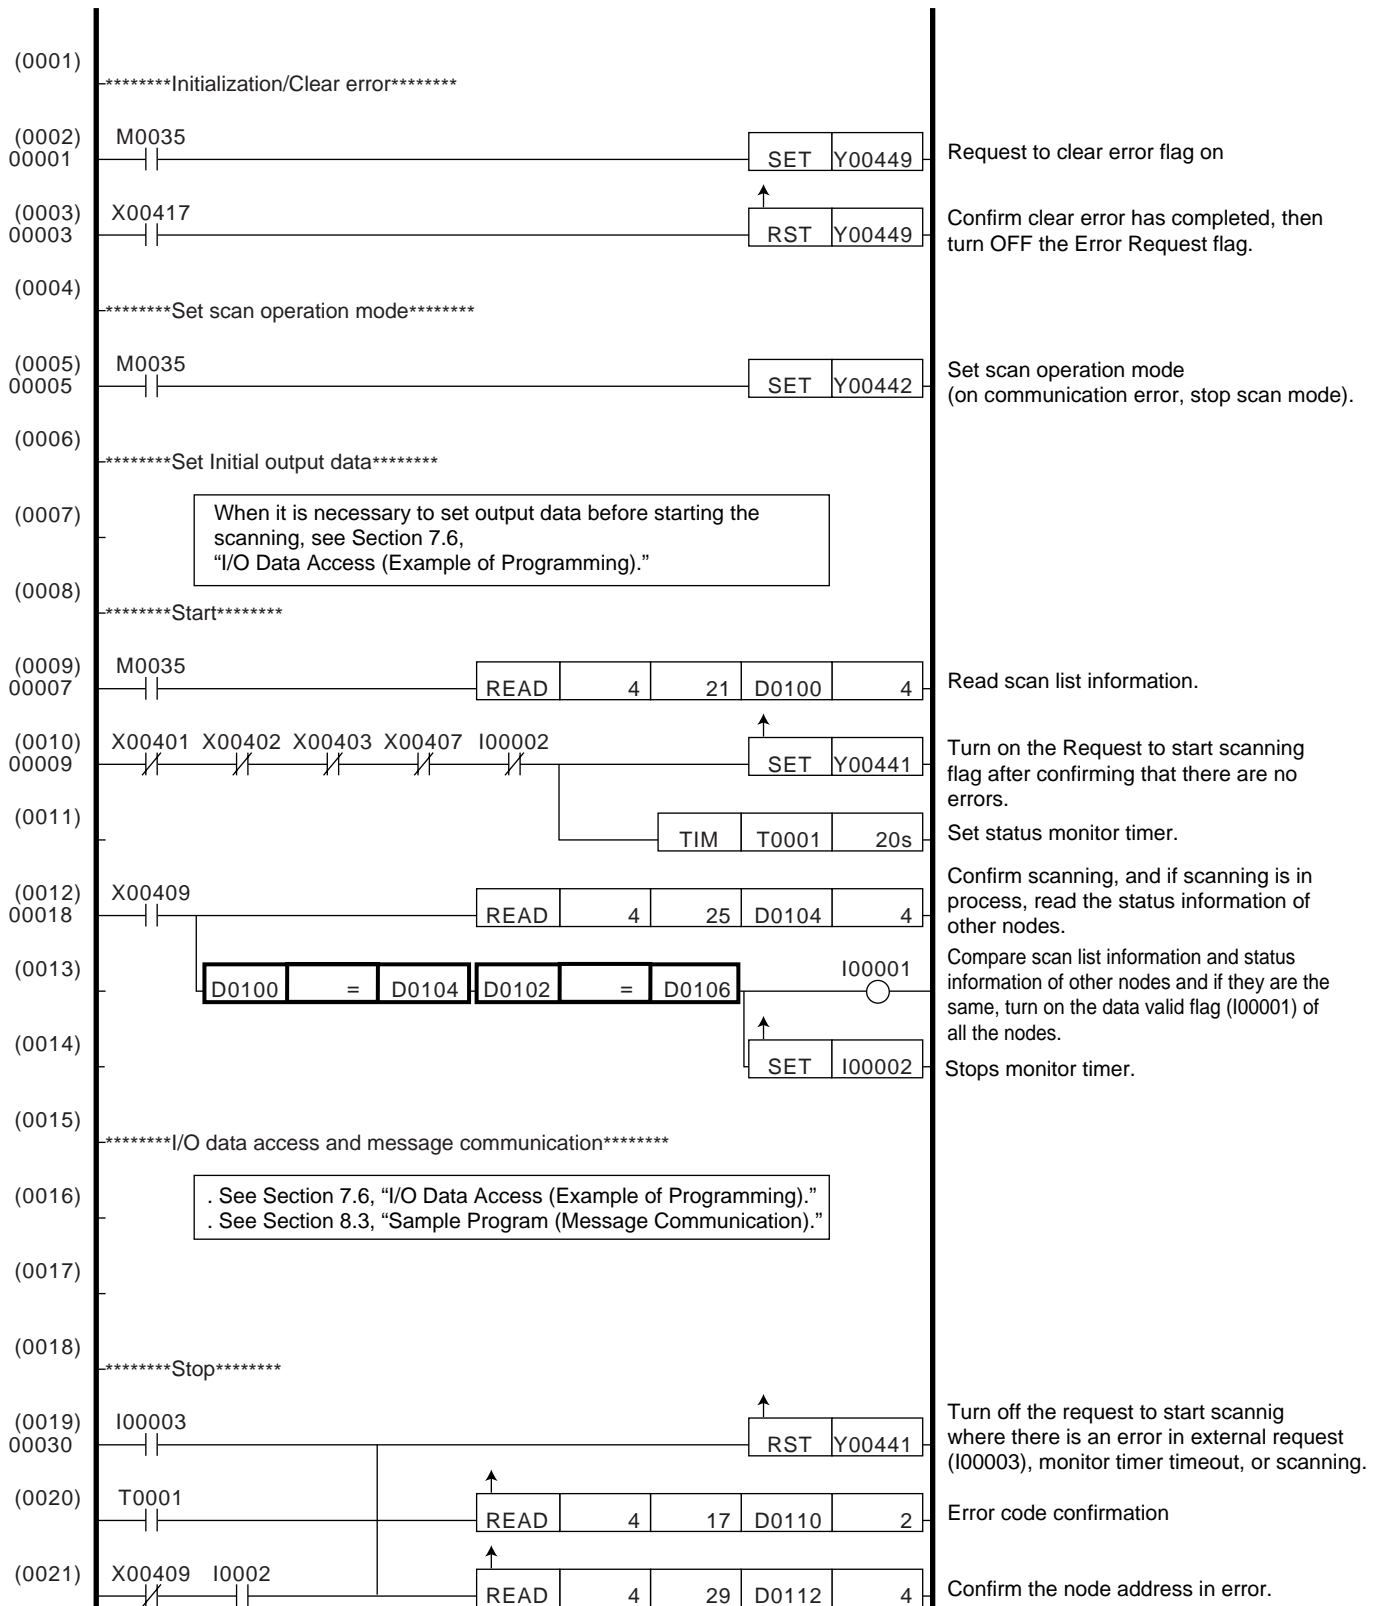 (0001)
********Initialization/Clear error********
(0002) M0035
00001 SET Y00449 Request to clear error flag on
(0003) X00417
00003 RST Y00449 Confirm clear error has completed, then
turn OFF the Error Request flag.
(0004)
********Set scan operation mode********
(0005) M0035
00005 SET Y00442 Set scan operation mode
(on communication error, stop scan mode).
(0006)
********Set Initial output data********
(0007) When it is necessary to set output data before starting the
scanning, see Section 7.6,
“I/O Data Access (Example of Programming).”
(0008)
********Start********
(0009) M0035
00007 READ 4 21 D0100 4 Read scan list information.
(0010) X00401 X00402 X00403 X00407 I00002
00009 SET Y00441 Turn on the Request to start scanning
flag after confirming that there are no
errors.
(0011) TIM T0001 20s Set status monitor timer.
(0012) X00409
00018 READ 4 25 D0104 4 Confirm scanning, and if scanning is in
process, read the status information of
other nodes.
(0013) D0100 = D0104 D0102 = D0106 I00001 Compare scan list information and status
information of other nodes and if they are the
same, turn on the data valid flag (I00001) of
all the nodes.
(0014) SET I00002 Stops monitor timer.
(0015)
********I/O data access and message communication********
(0016) . See Section 7.6, “I/O Data Access (Example of Programming).”
. See Section 8.3, “Sample Program (Message Communication).”
(0017)
(0018)
********Stop********
(0019) I00003
00030 RST Y00441 Turn off the request to start scannig
where there is an error in external request
(I00003), monitor timer timeout, or scanning.
(0020) T0001 READ 4 17 D0110 2 Error code confirmation
(0021) X00409 I0002 READ 4 29 D0112 4 Confirm the node address in error.